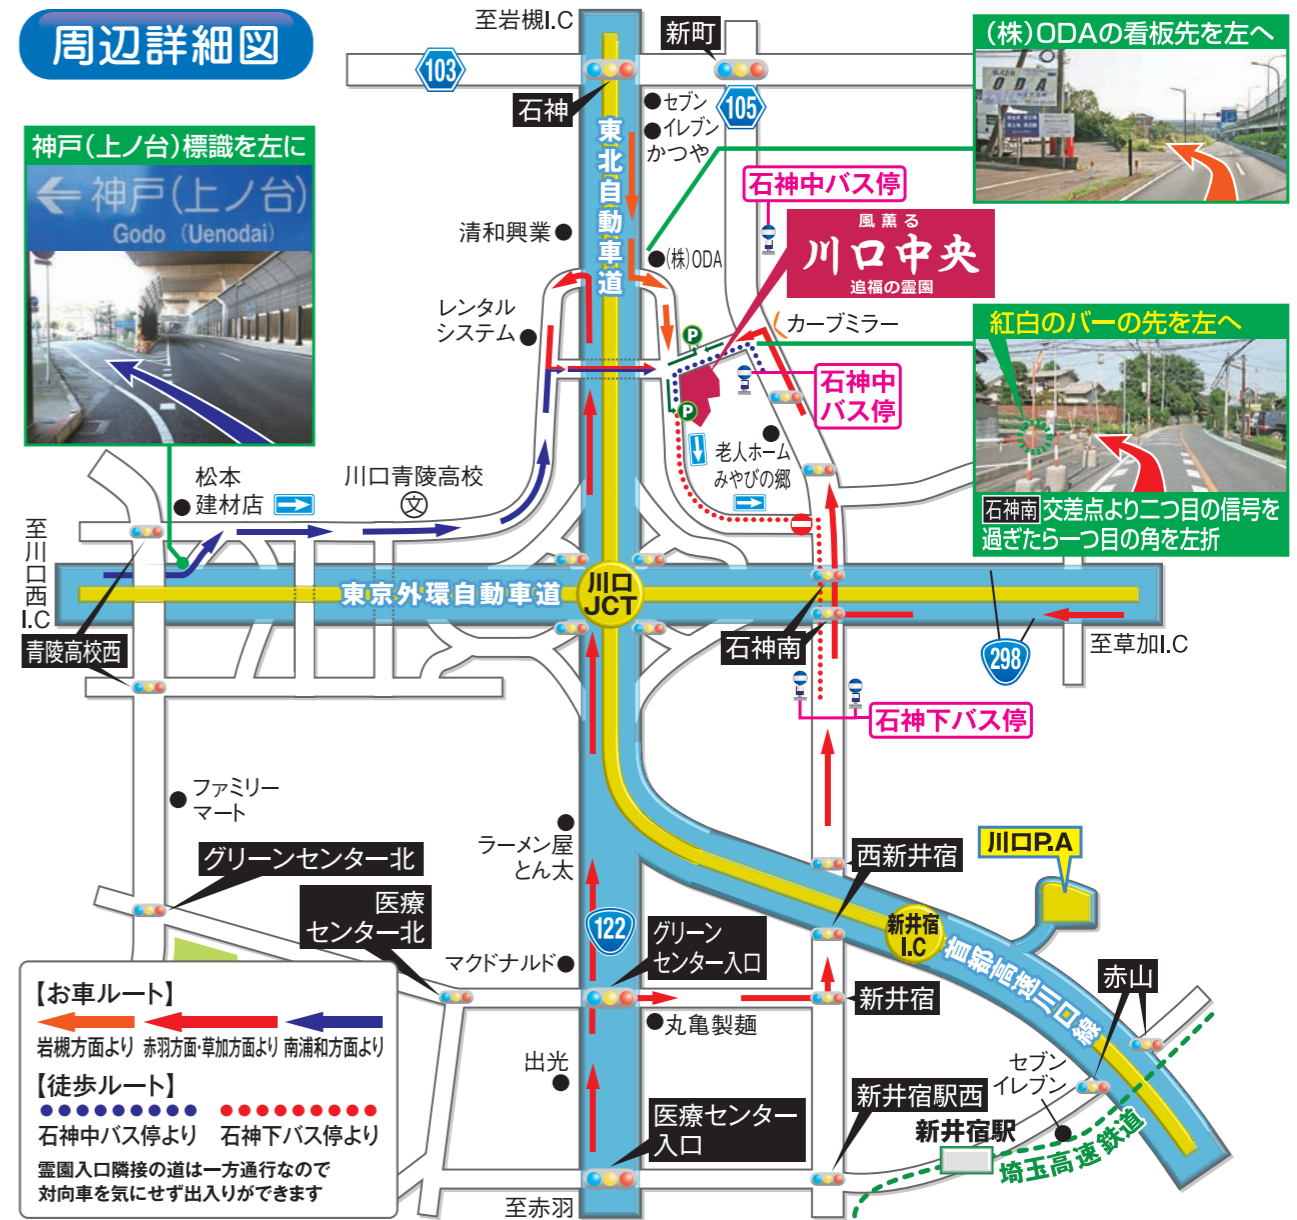 周辺詳細図
至岩槻I.C
新町
103
石神
105
セブン
イレブン
かつや
東北自動車道
(株)ODAの看板先を左へ
ODA
神戸(上ノ台)標識を左に
神戸(上ノ台)
Godo (Uenodai)
石神中バス停
風薫る
川口中央
追福の霊園
清和興業
(株)ODA
レンタル
システム
カーブミラー
P
P
石神中
バス停
紅白のバーの先を左へ
石神南 交差点より二つ目の信号を
過ぎたら一つ目の角を左折
老人ホーム
みやびの郷
松本
建材店
川口青陵高校
文
至川口西I.C
東京外環自動車道
川口
JCT
青陵高校西
石神南
298
至草加I.C
石神下バス停
ファミリー
マート
ラーメン屋
とん太
グリーンセンター北
西新井宿
川口P.A
医療
センター北
122
グリーン
センター入口
新井宿
I.C
首都高速川口線
マクドナルド
新井宿
赤山
丸亀製麺
出光
セブン
イレブン
医療センター
入口
新井宿駅西
新井宿駅
埼玉高速鉄道
至赤羽
【お車ルート】
岩槻方面より 赤羽方面・草加方面より 南浦和方面より
【徒歩ルート】
石神中バス停より 石神下バス停より
霊園入口隣接の道は一方通行なので
対向車を気にせず出入りができます